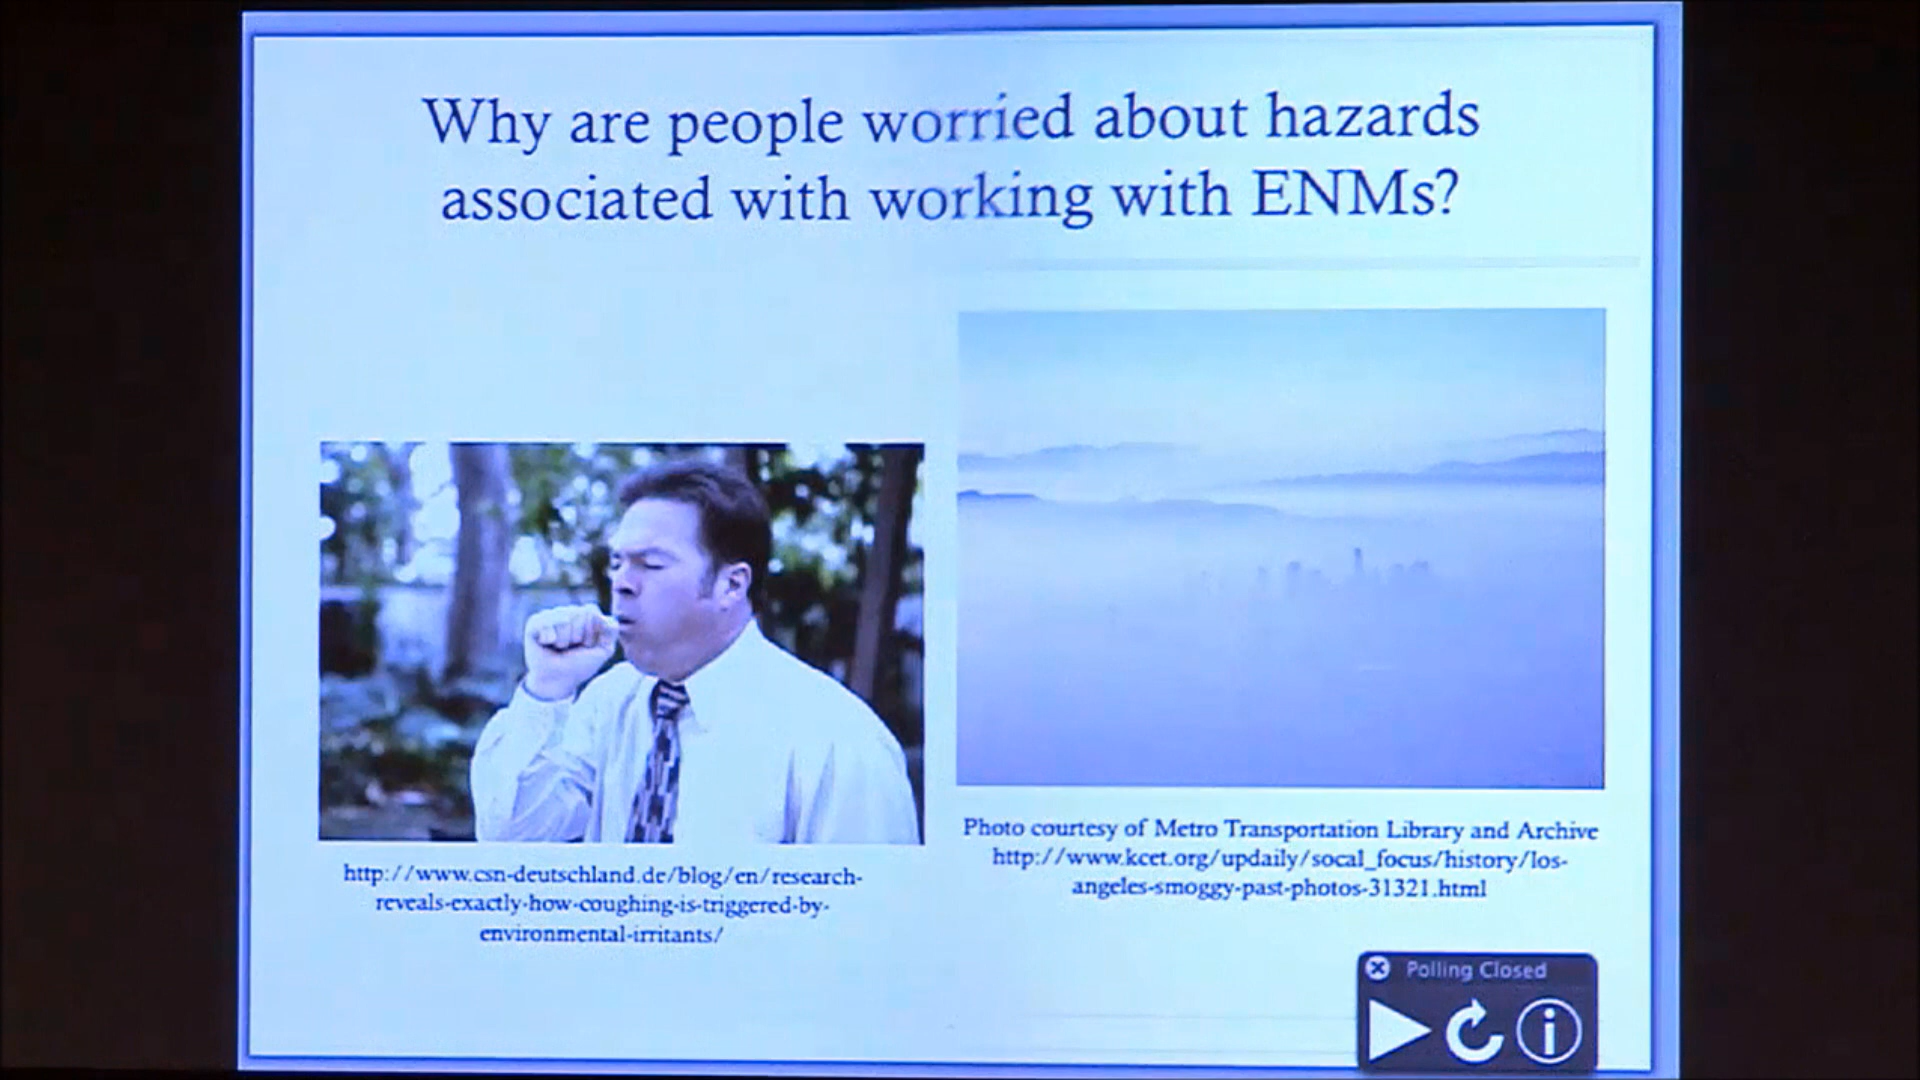 Why are people worried about hazards
associated with working with ENMs?
http://www.csn-deutschland.de/blog/en/research-
reveals-exactly-how-coughing-is-triggered-by-
environmental-irritants/
Photo courtesy of Metro Transportation Library and Archive
http://www.kcet.org/updaily/socal_focus/history/los-
angeles-smoggy-past-photos-31321.html
Polling Closed